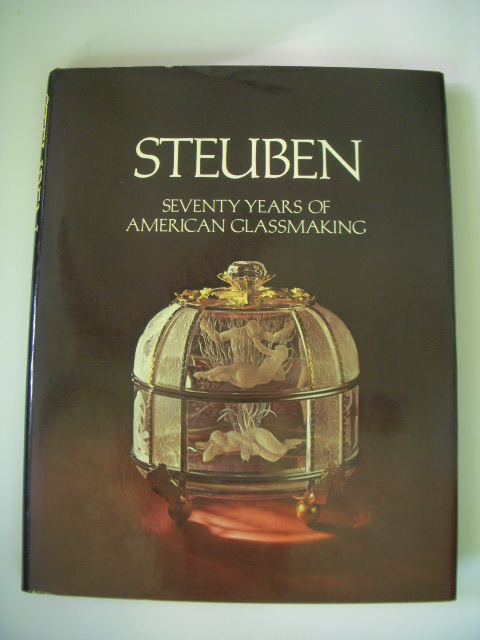 STEUBEN
SEVENTY YEARS OF
AMERICAN GLASSMAKING